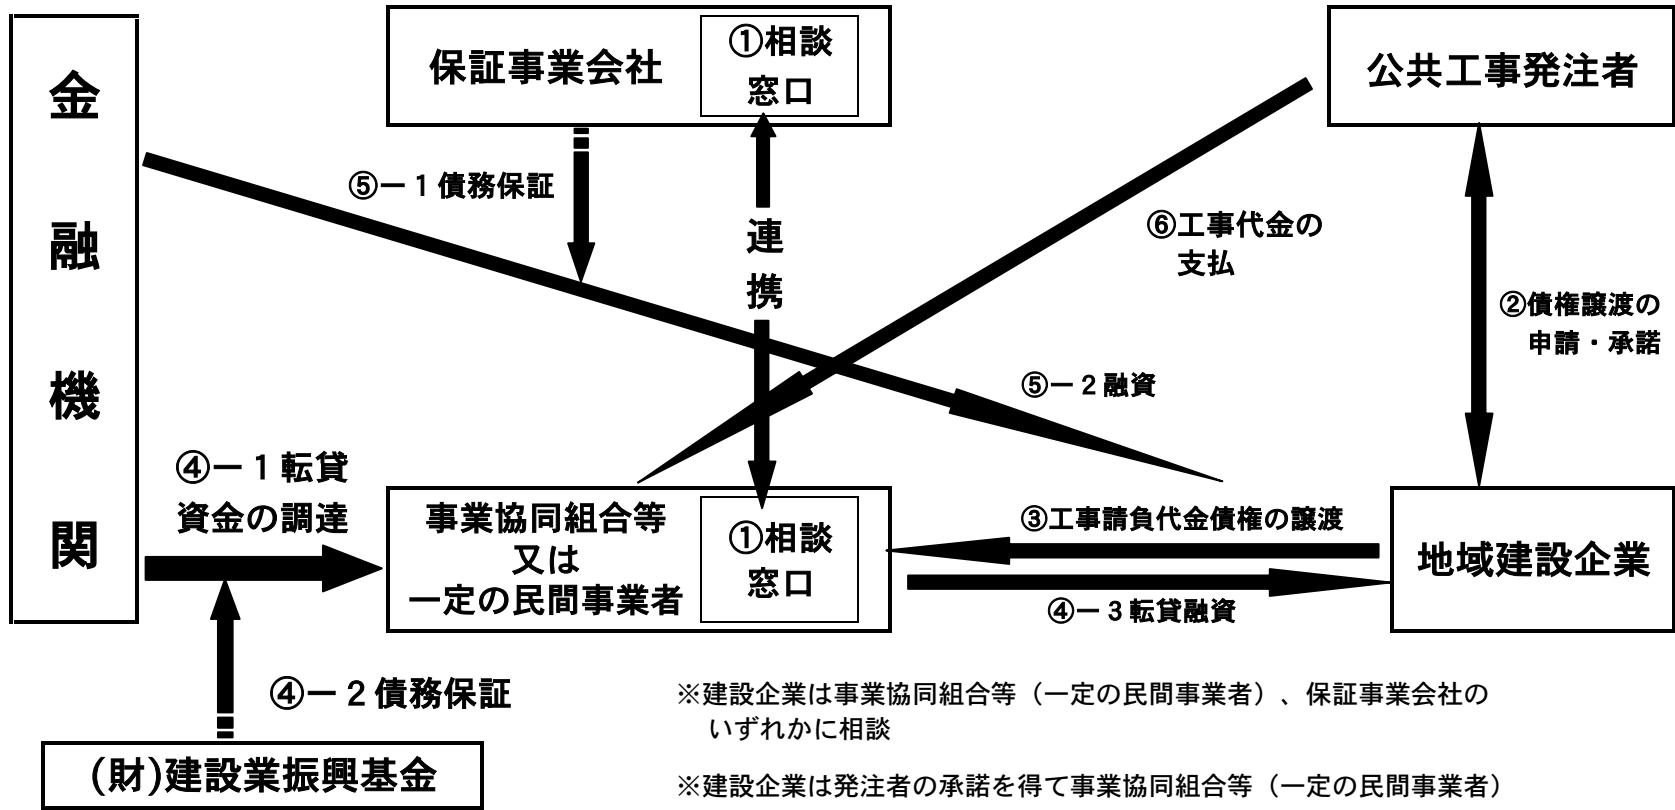 金
融
機
関
保証事業会社
①相談
窓口
公共工事発注者
⑤－１債務保証
連
携
⑥工事代金の
支払
②債権譲渡の
申請・承諾
⑤－２融資
④－１転貸
資金の調達
事業協同組合等
又は
一定の民間事業者
①相談
窓口
③工事請負代金債権の譲渡
④－３転貸融資
地域建設企業
④－２債務保証
(財)建設業振興基金
※建設企業は事業協同組合等（一定の民間事業者）、保証事業会社の
いずれかに相談
※建設企業は発注者の承諾を得て事業協同組合等（一定の民間事業者）